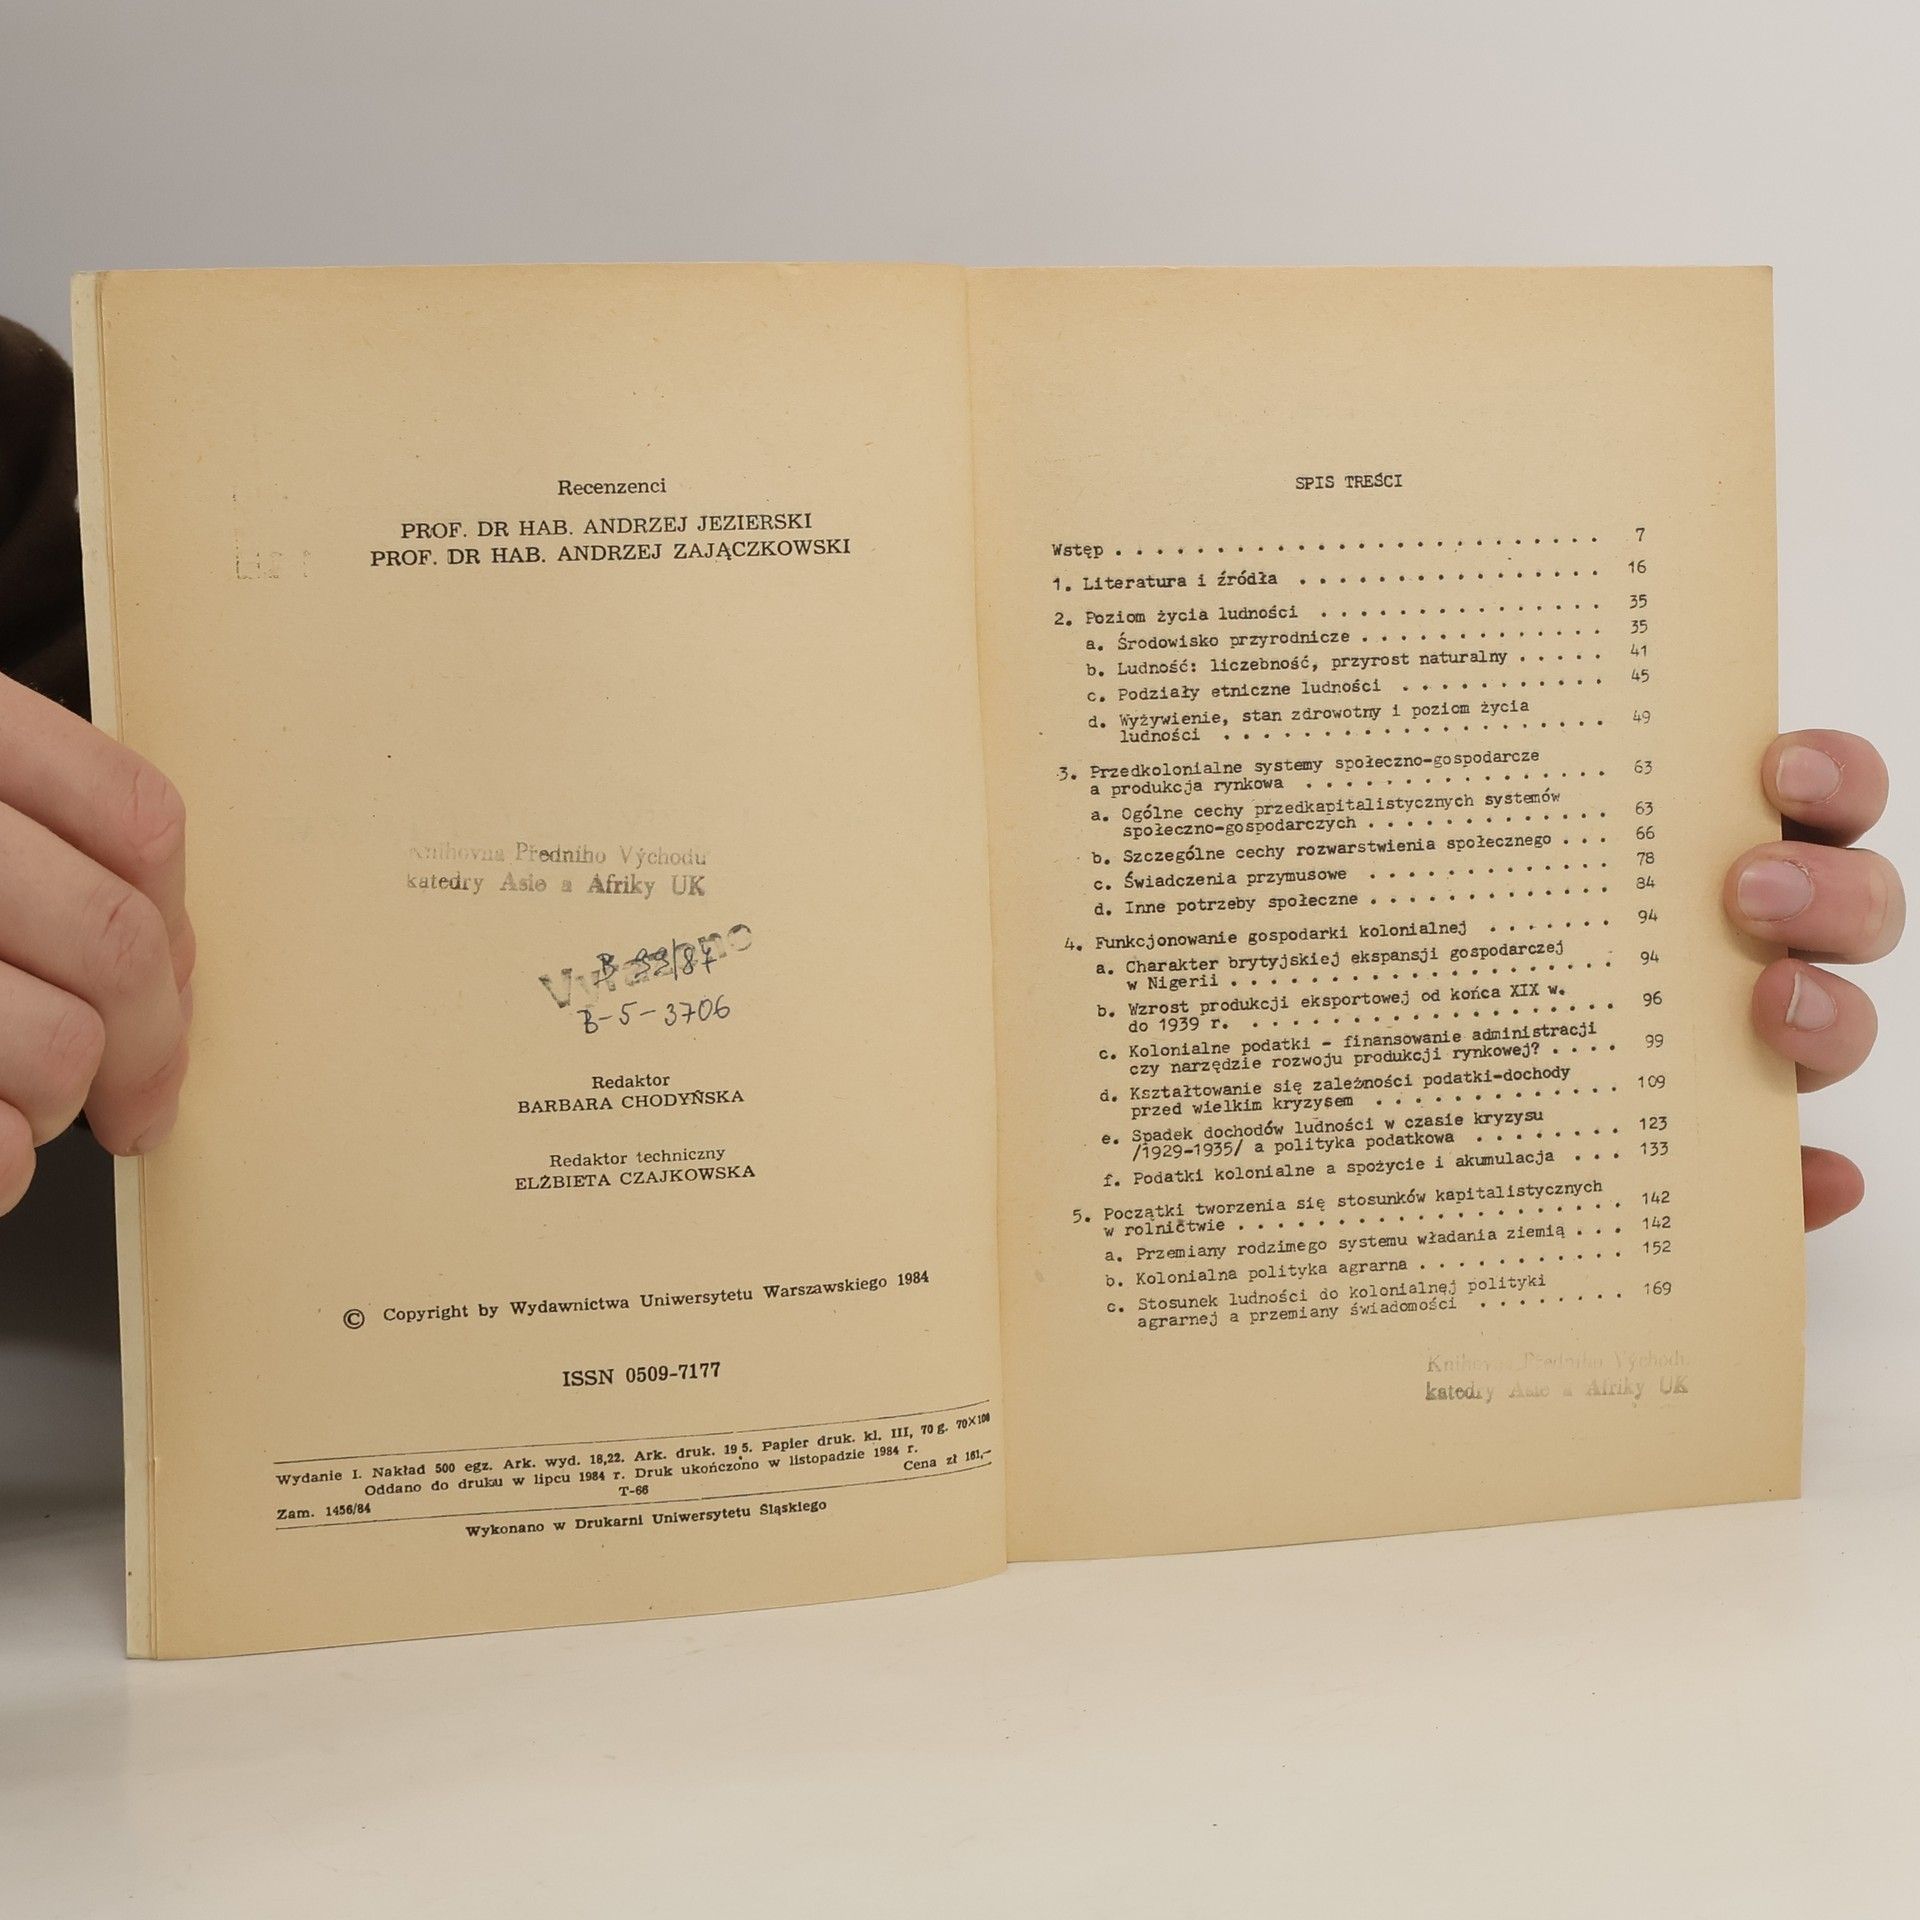 Recenzenci
PROF. DR HAB. ANDRZEJ JEZIERSKI
PROF. DR HAB. ANDRZEJ ZAJĄCZKOWSKI
Knihovna Předního Východu
katedry Asie a Afriky UK
B 99/87
B-5-3706
Redaktor
BARBARA CHODYŃSKA
Redaktor techniczny
ELŻBIETA CZAJKOWSKA
© Copyright by Wydawnictwa Uniwersytetu Warszawskiego 1984
ISSN 0509-7177
Wydanie I. Nakład 500 egz. Ark. wyd. 18,22. Ark. druk. 19 5. Papier druk. kl. III, 70 g. 70×100
Oddano do druku w lipcu 1984 r. Druk ukończono w listopadzie 1984 r.
Zam. 1456/84 T-66 Cena zł 161,—
Wykonano w Drukarni Uniwersytetu Śląskiego
SPIS TREŚCI
Wstęp . . . . . . . . . . . . . . . . . . . . . . . . . 7
1. Literatura i źródła . . . . . . . . . . . . . . . . 16
2. Poziom życia ludności . . . . . . . . . . . . . . . 35
a. Środowisko przyrodnicze . . . . . . . . . . . . . 35
b. Ludność: liczebność, przyrost naturalny . . . . . 41
c. Podziały etniczne ludności . . . . . . . . . . . 45
d. Wyżywienie, stan zdrowotny i poziom życia
ludności . . . . . . . . . . . . . . . . . . 49
3. Przedkolonialne systemy społeczno-gospodarcze
a produkcja rynkowa . . . . . . . . . . . . . . . 63
a. Ogólne cechy przedkapitalistycznych systemów
społeczno-gospodarczych . . . . . . . . . . . . . 63
b. Szczególne cechy rozwarstwienia społecznego . . . 66
c. Świadczenia przymusowe . . . . . . . . . . . . . 78
d. Inne potrzeby społeczne . . . . . . . . . . . . . 84
4. Funkcjonowanie gospodarki kolonialnej . . . . . . . 94
a. Charakter brytyjskiej ekspansji gospodarczej
w Nigerii . . . . . . . . . . . . . . . . . . . . 94
b. Wzrost produkcji eksportowej od końca XIX w.
do 1939 r. . . . . . . . . . . . . . . . . . . . 96
c. Kolonialne podatki - finansowanie administracji
czy narzędzie rozwoju produkcji rynkowej? . . . . 99
d. Kształtowanie się zależności podatki-dochody
przed wielkim kryzysem . . . . . . . . . . . . . 109
e. Spadek dochodów ludności w czasie kryzysu
/1929-1935/ a polityka podatkowa . . . . . . . . 123
f. Podatki kolonialne a spożycie i akumulacja . . . 133
5. Początki tworzenia się stosunków kapitalistycznych
w rolnictwie . . . . . . . . . . . . . . . . . . . . 142
a. Przemiany rodzimego systemu władania ziemią . . . 142
b. Kolonialna polityka agrarna . . . . . . . . . . . 152
c. Stosunek ludności do kolonialnej polityki
agrarnej a przemiany świadomości . . . . . . . . 169
Knihovna Předního Východu
katedry Asie a Afriky UK